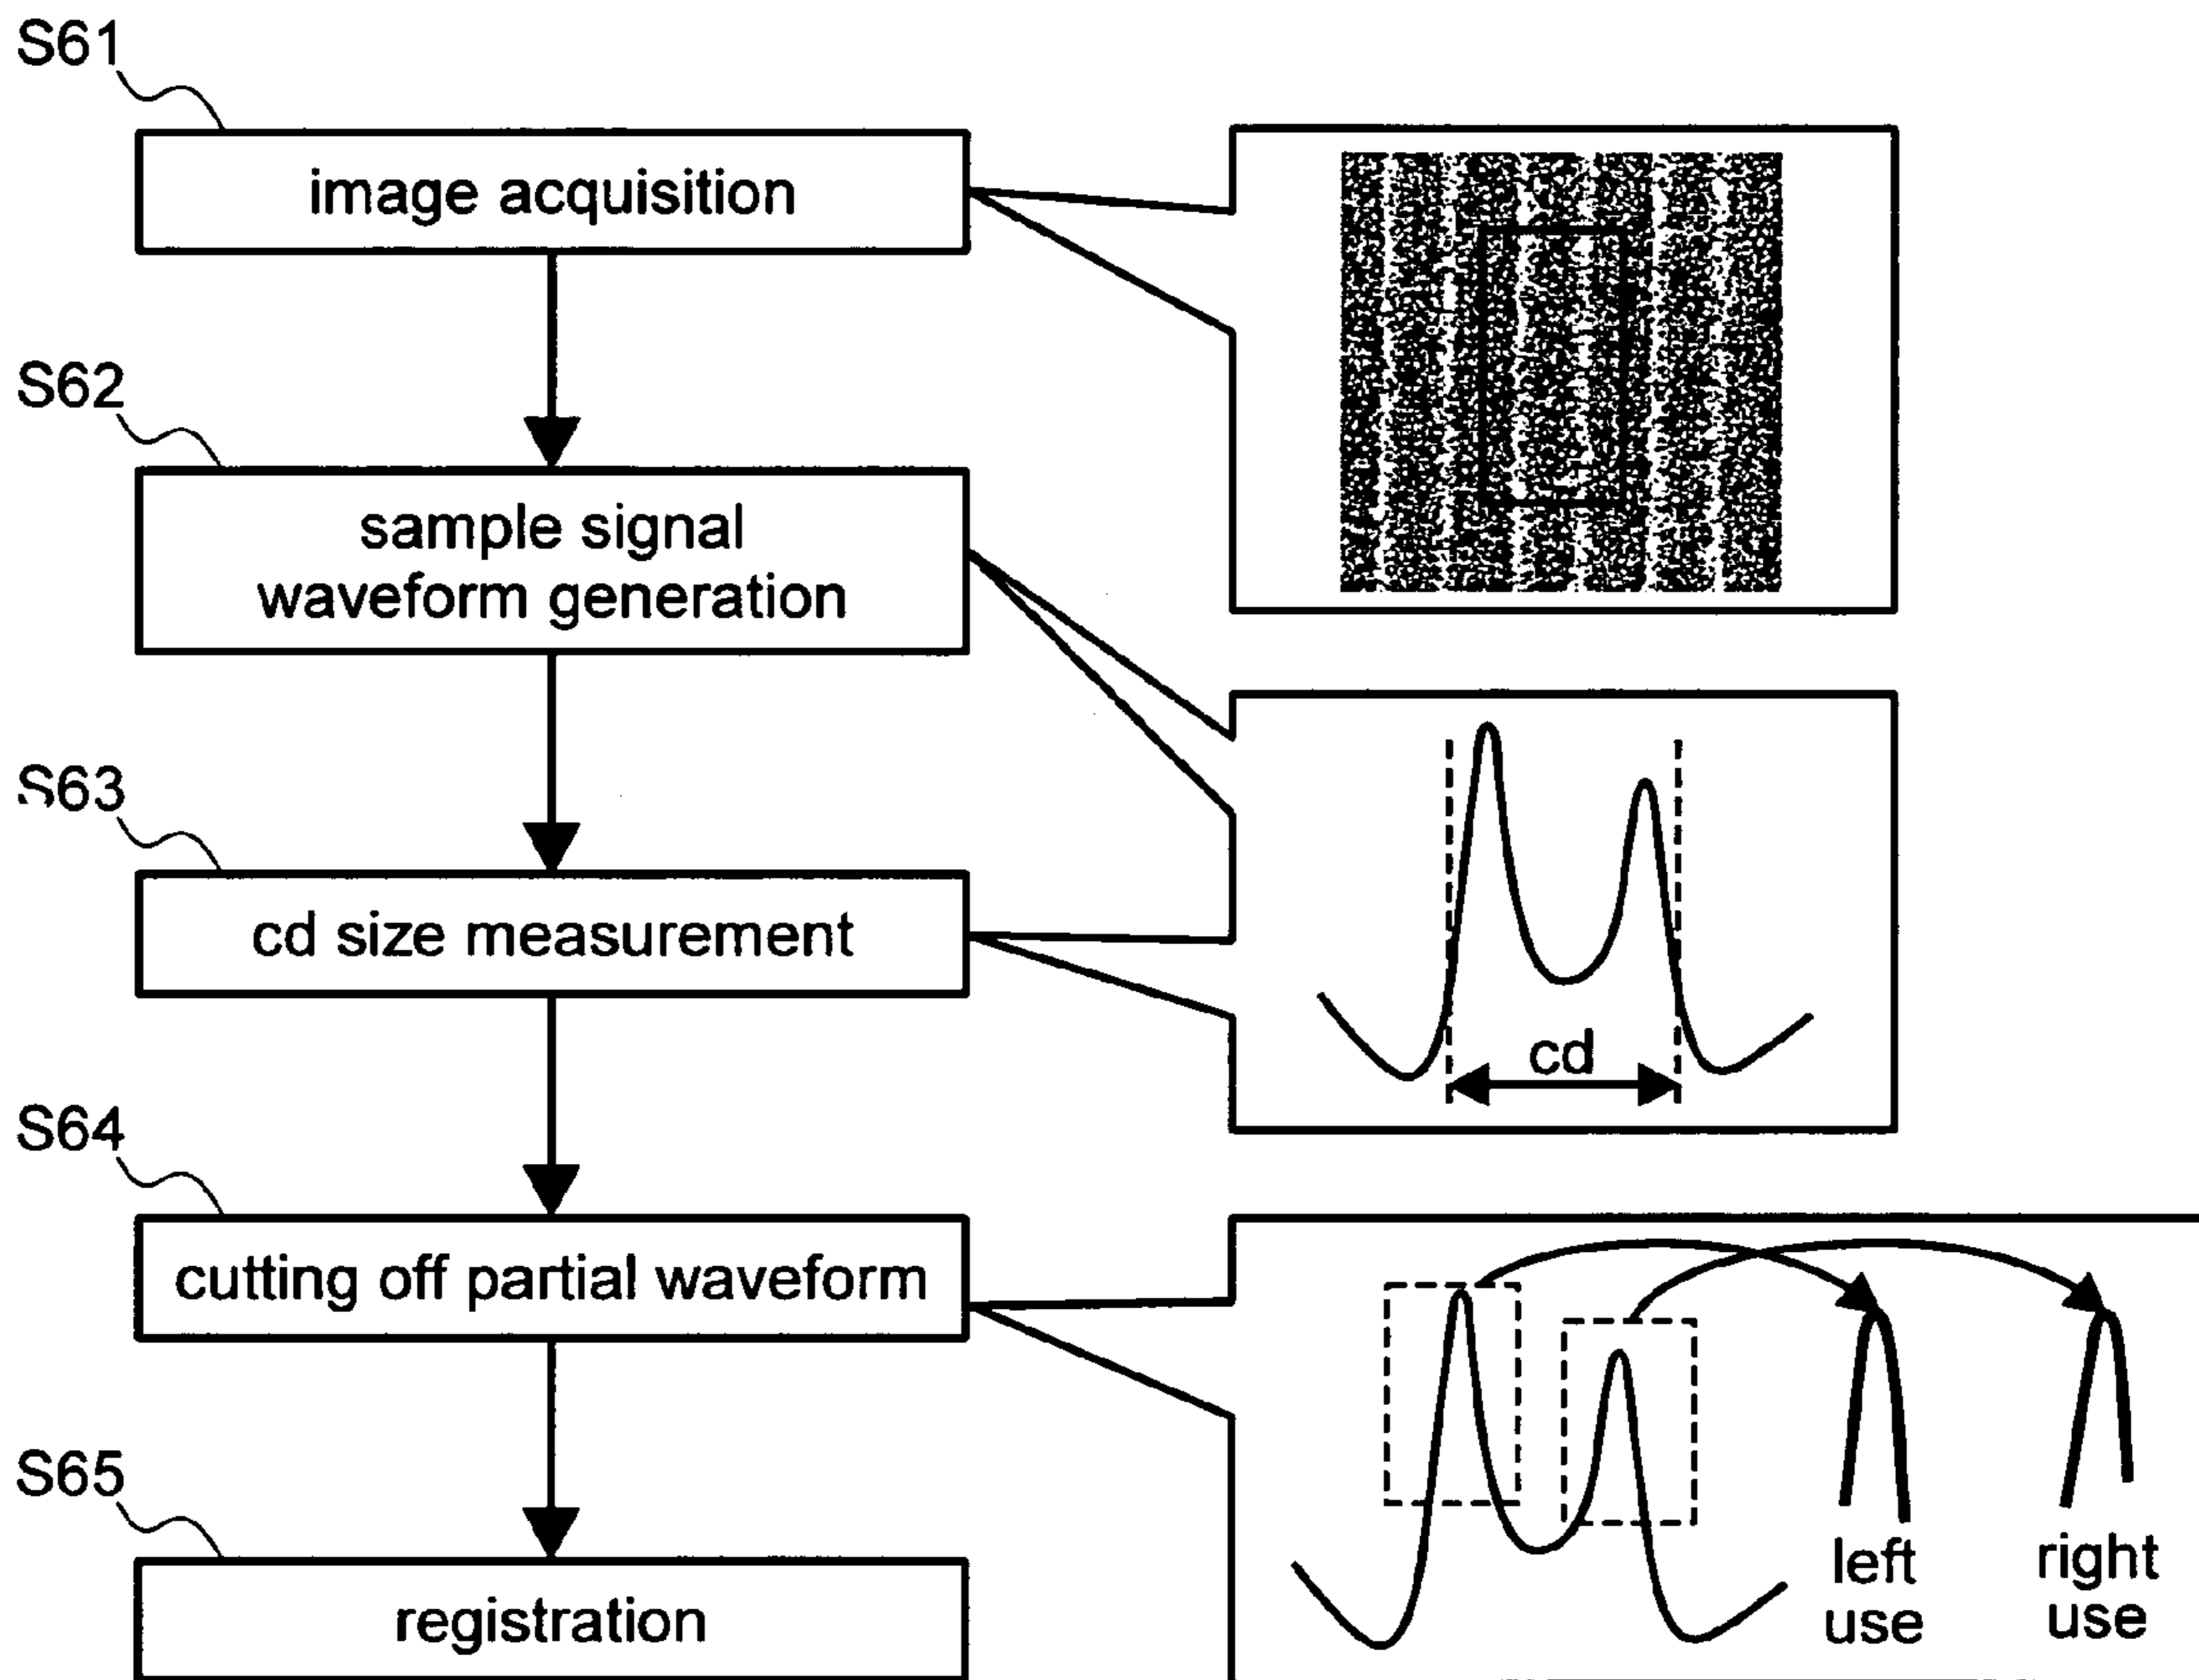 S61
image acquisition
S62
sample signal
waveform generation
S63
cd size measurement
cd
S64
cutting off partial waveform
left
use
right
use
S65
registration